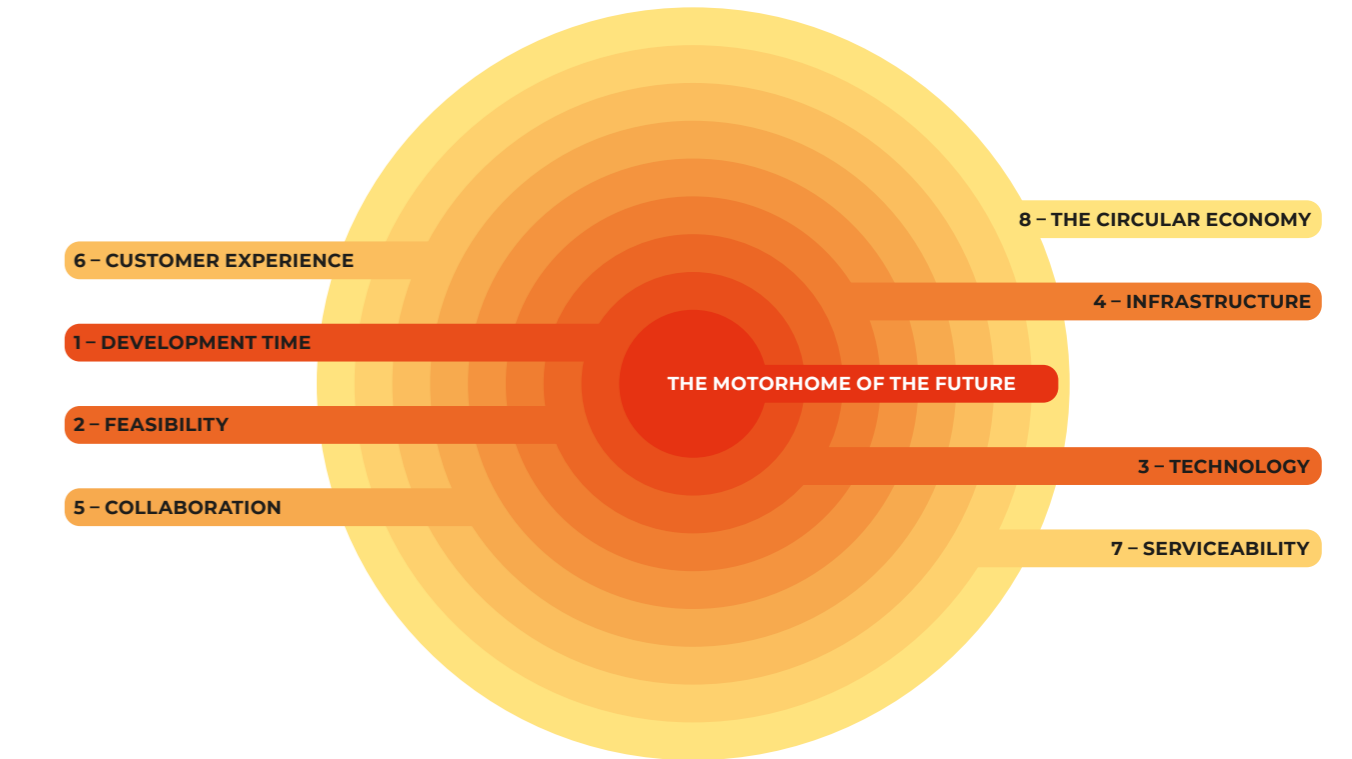 8 – THE CIRCULAR ECONOMY
6 – CUSTOMER EXPERIENCE
4 – INFRASTRUCTURE
1 – DEVELOPMENT TIME
THE MOTORHOME OF THE FUTURE
2 – FEASIBILITY
3 – TECHNOLOGY
5 – COLLABORATION
7 – SERVICEABILITY